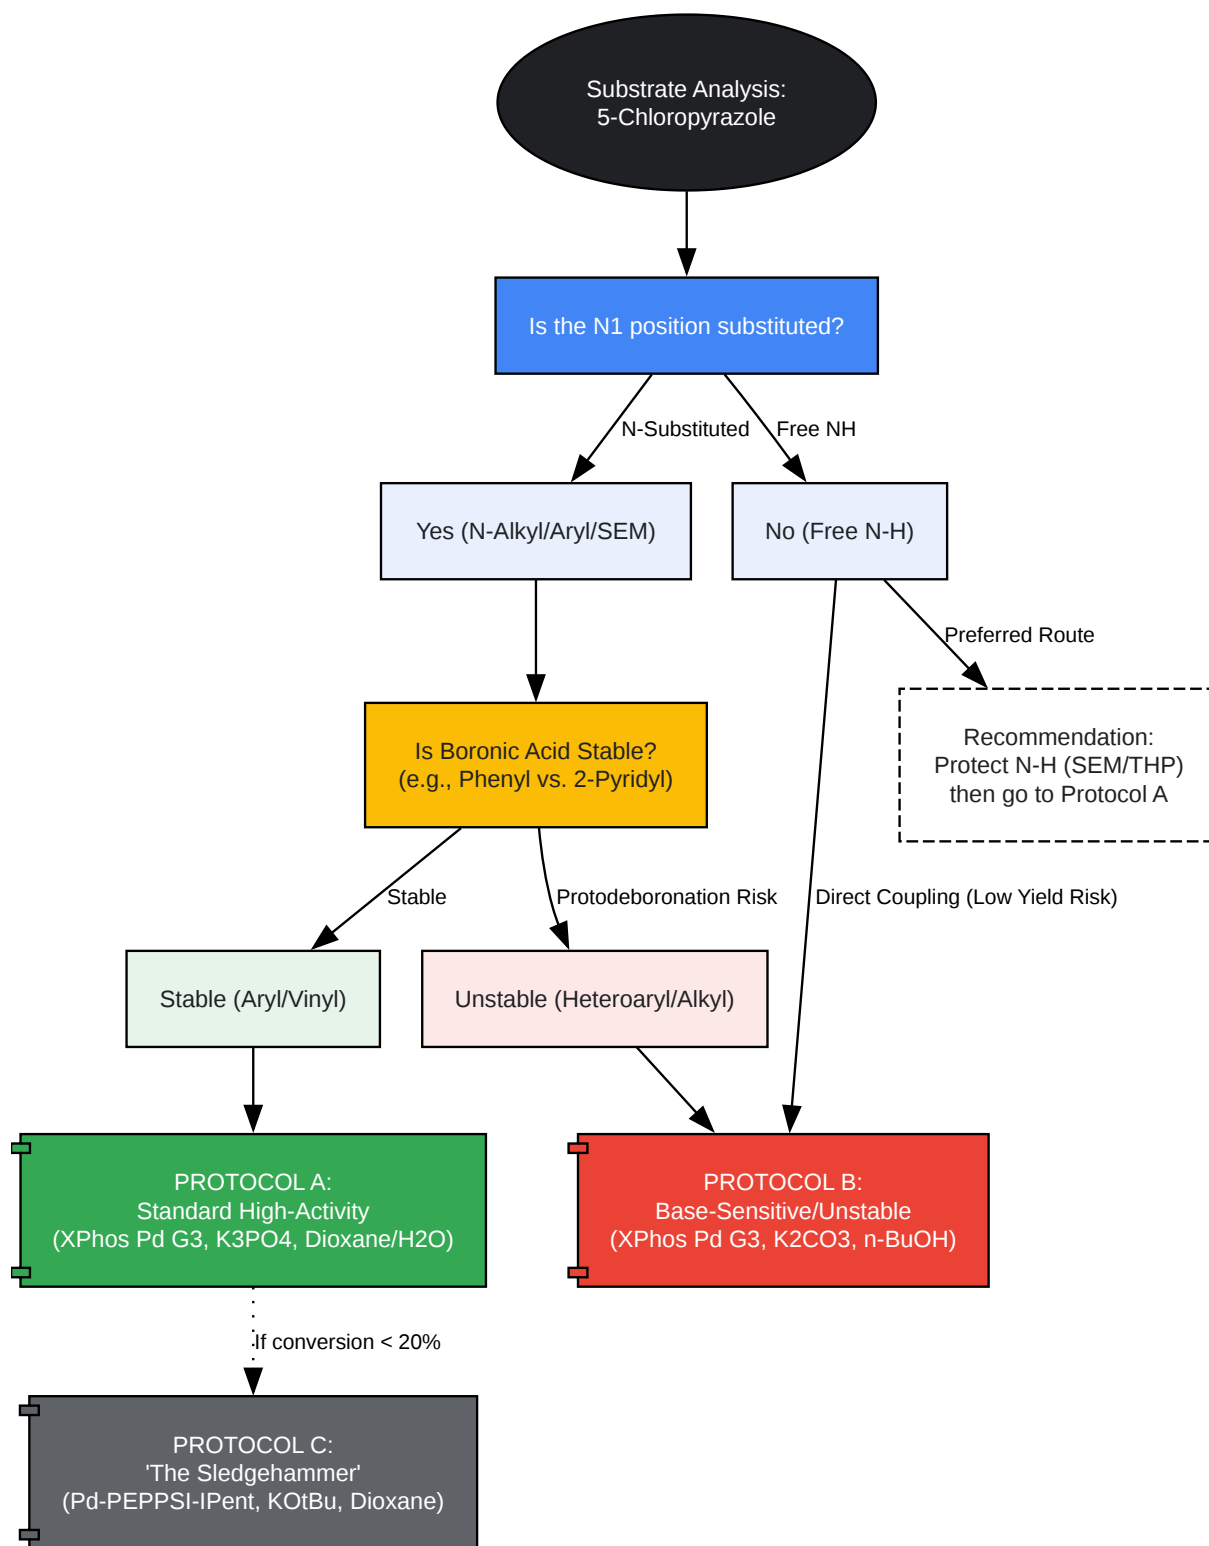 Substrate Analysis:
5-Chloropyrazole
Is the N1 position substituted?
N-Substituted
Free NH
Yes (N-Alkyl/Aryl/SEM)
No (Free N-H)
Preferred Route
Recommendation:
Protect N-H (SEM/THP)
then go to Protocol A
Is Boronic Acid Stable?
(e.g., Phenyl vs. 2-Pyridyl)
Stable
Protodeboronation Risk
Direct Coupling (Low Yield Risk)
Stable (Aryl/Vinyl)
Unstable (Heteroaryl/Alkyl)
PROTOCOL A:
Standard High-Activity
(XPhos Pd G3, K3PO4, Dioxane/H2O)
PROTOCOL B:
Base-Sensitive/Unstable
(XPhos Pd G3, K2CO3, n-BuOH)
If conversion < 20%
PROTOCOL C:
'The Sledgehammer'
(Pd-PEPPSI-IPent, KOtBu, Dioxane)